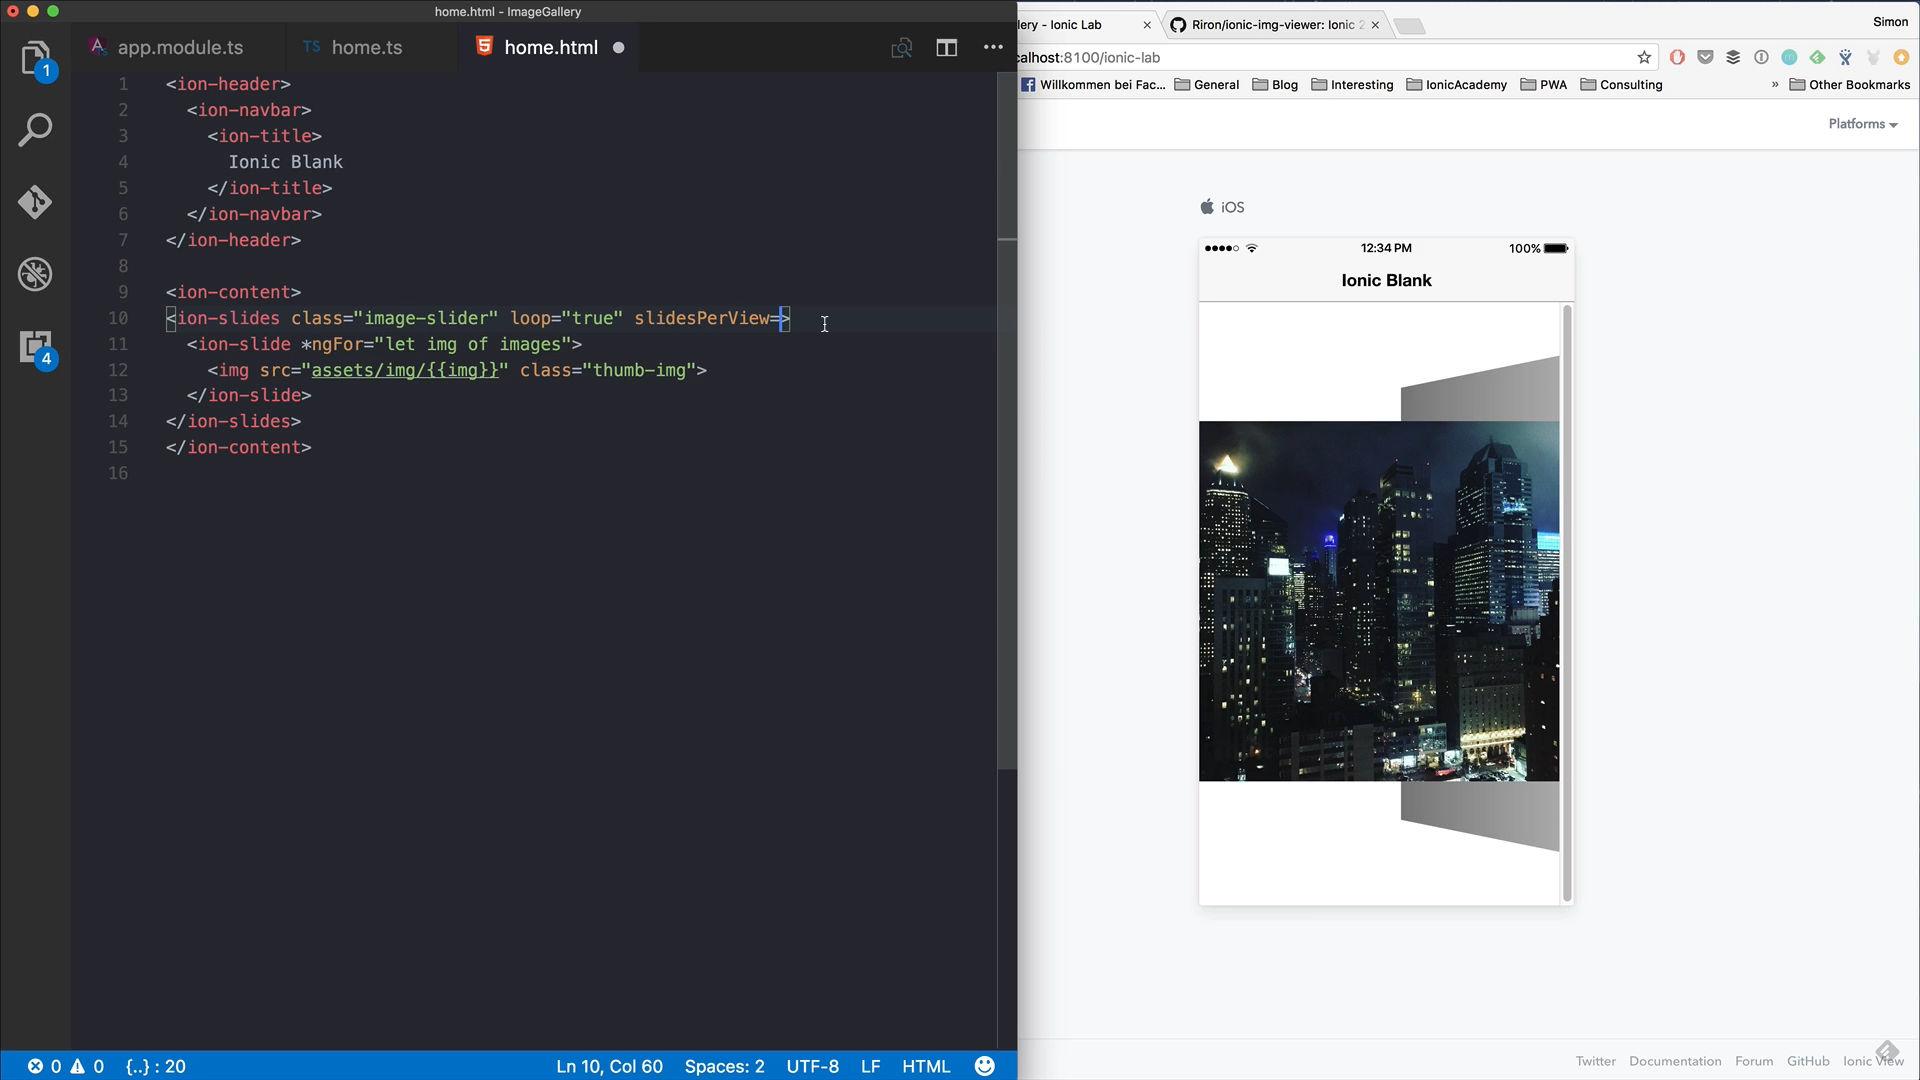 home.html - ImageGallery
app.module.ts
TS home.ts
5 home.html
1
4
1 <ion-header>
2 <ion-navbar>
3 <ion-title>
4 Ionic Blank
5 </ion-title>
6 </ion-navbar>
7 </ion-header>
8
9 <ion-content>
10 <ion-slides class="image-slider" loop="true" slidesPerView=>
11 <ion-slide *ngFor="let img of images">
12 <img src="assets/img/{{img}}" class="thumb-img">
13 </ion-slide>
14 </ion-slides>
15 </ion-content>
16
0 0 {..} : 20
Ln 10, Col 60 Spaces: 2 UTF-8 LF HTML
lery - Ionic Lab
Riron/ionic-img-viewer: Ionic 2
Simon
calhost:8100/ionic-lab
Willkommen bei Fac... General Blog Interesting IonicAcademy PWA Consulting » Other Bookmarks
Platforms
iOS
12:34 PM 100%
Ionic Blank
Twitter Documentation Forum GitHub Ionic View